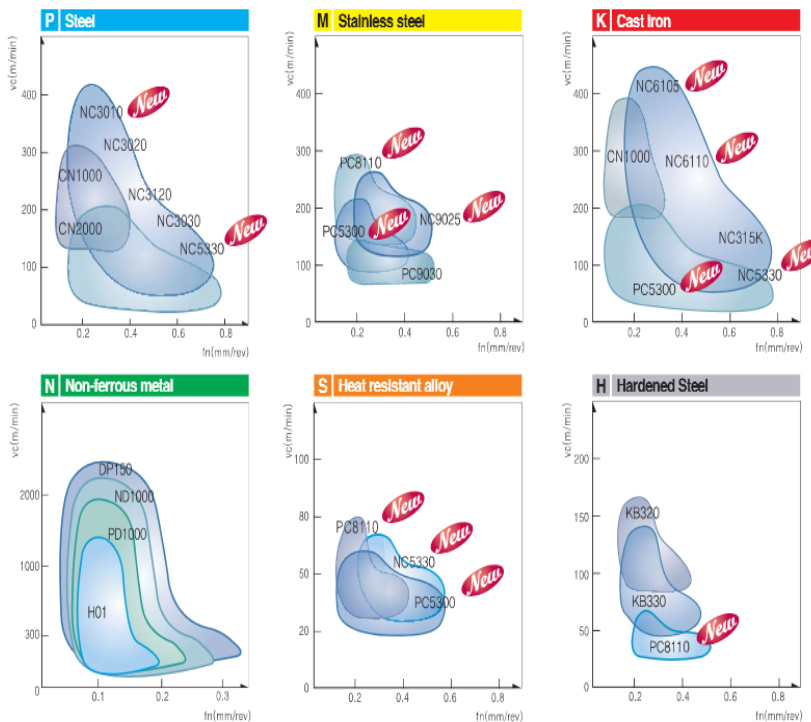 P Steel
vc(m/min)
400
300
200
100
0
NC3010
New
NC3020
CN1000
NC3120
CN2000
NC3030
New
NC5330
0.2 0.4 0.6 0.8
fn(mm/rev)
M Stainless steel
vc(m/min)
400
300
200
100
0
New
PC8110
New
NC9025
PC5300
New
PC9030
0.2 0.4 0.6 0.8
fn(mm/rev)
K Cast Iron
vc(m/min)
400
300
200
100
0
NC6105
New
CN1000
NC6110
New
NC315K
New
NC5330
PC5300
New
0.2 0.4 0.6
fn(mm/rev)
N Non-ferrous metal
vc(m/min)
2000
1000
300
0
DP150
ND1000
PD1000
H01
0.1 0.2 0.3
fn(mm/rev)
S Heat resistant alloy
vc(m/min)
100
80
50
20
0
New
PC8110
New
NC5330
New
PC5300
0.2 0.4 0.6 0.8
fn(mm/rev)
H Hardened Steel
vc(m/min)
200
150
100
50
0
KB320
KB330
New
PC8110
0.2 0.4 0.6
fn(mm/rev)